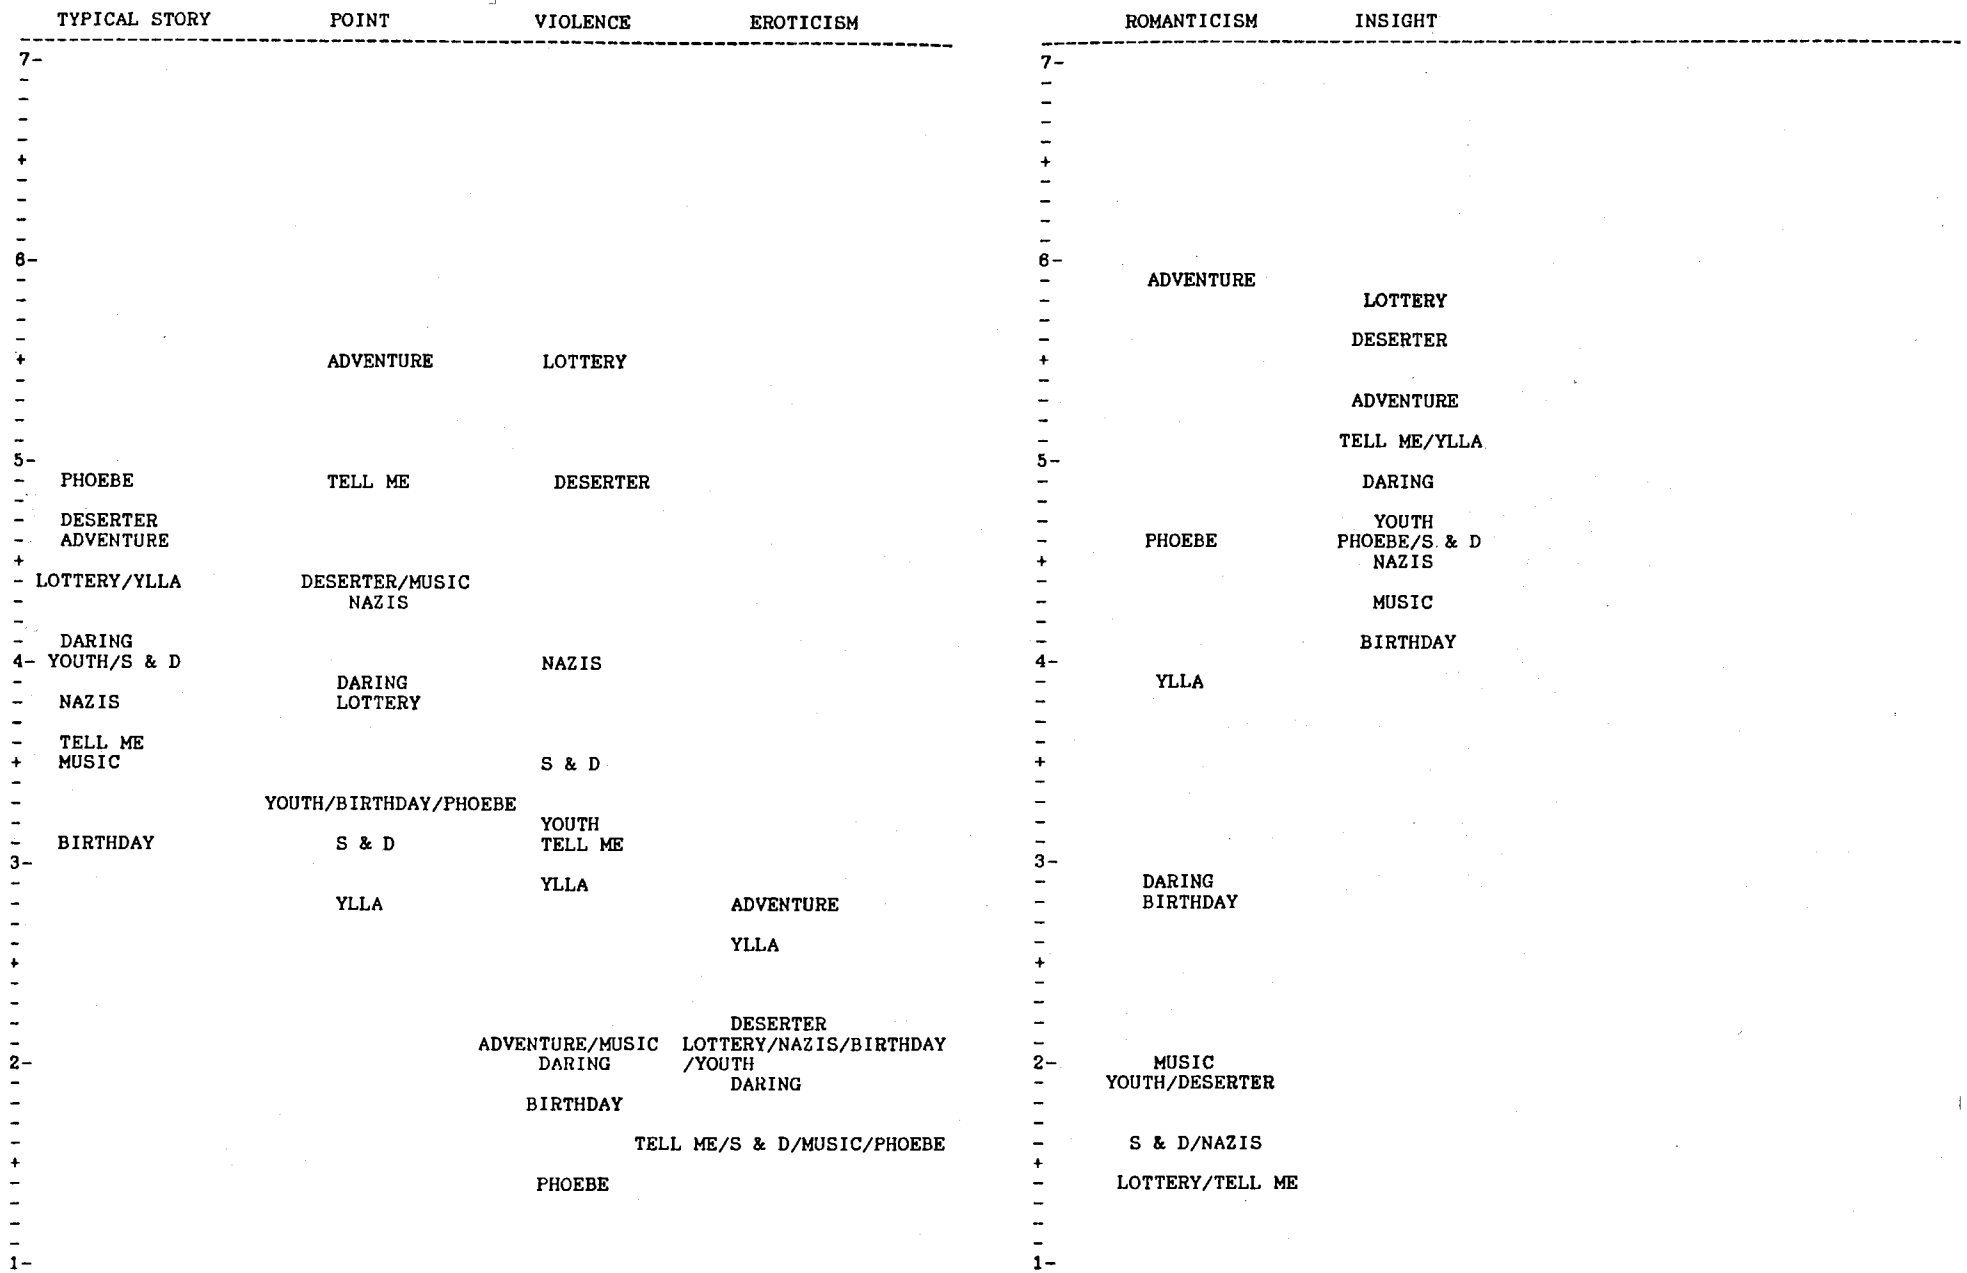 TYPICAL STORY POINT VIOLENCE EROTICISM ROMANTICISM INSIGHT
7- 7-
- -
- -
- -
- -
+ +
- -
- -
- -
- -
6- 6-
- - ADVENTURE
- - LOTTERY
- -
- - DESERTER
+ ADVENTURE LOTTERY +
- -
- - ADVENTURE
- -
- - TELL ME/YLLA
5- 5-
- PHOEBE TELL ME DESERTER - DARING
- -
- DESERTER - YOUTH
- ADVENTURE - PHOEBE PHOEBE/S & D
+ + NAZIS
- LOTTERY/YLLA DESERTER/MUSIC -
- NAZIS - MUSIC
- -
- DARING - BIRTHDAY
4- YOUTH/S & D NAZIS 4-
- DARING - YLLA
- NAZIS LOTTERY -
- -
- TELL ME -
+ MUSIC S & D +
- -
- YOUTH/BIRTHDAY/PHOEBE -
- YOUTH -
- BIRTHDAY S & D TELL ME -
3- 3-
- YLLA - DARING
- YLLA ADVENTURE - BIRTHDAY
- -
- YLLA -
+ +
- -
- -
- DESERTER -
- ADVENTURE/MUSIC LOTTERY/NAZIS/BIRTHDAY -
2- DARING /YOUTH 2- MUSIC
- DARING - YOUTH/DESERTER
- BIRTHDAY -
- -
- TELL ME/S & D/MUSIC/PHOEBE - S & D/NAZIS
+ +
- PHOEBE - LOTTERY/TELL ME
- -
- -
- -
1- 1-